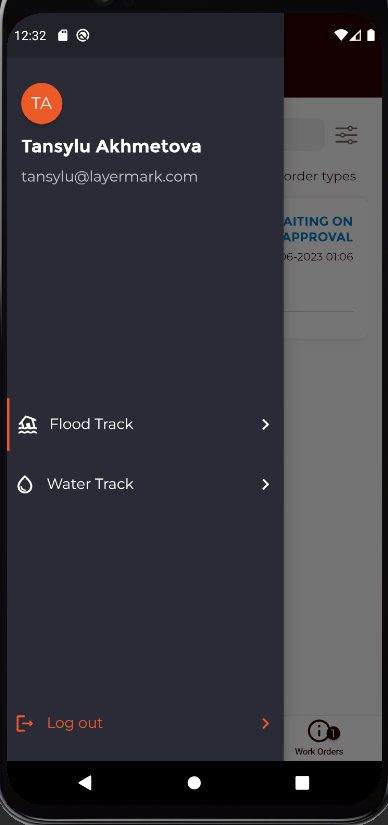 12:32
TA
Tansylu Akhmetova
tansylu@layermark.com
order types
AITING ON
APPROVAL
06-2023 01:06
Flood Track
Water Track
Log out
1
Work Orders